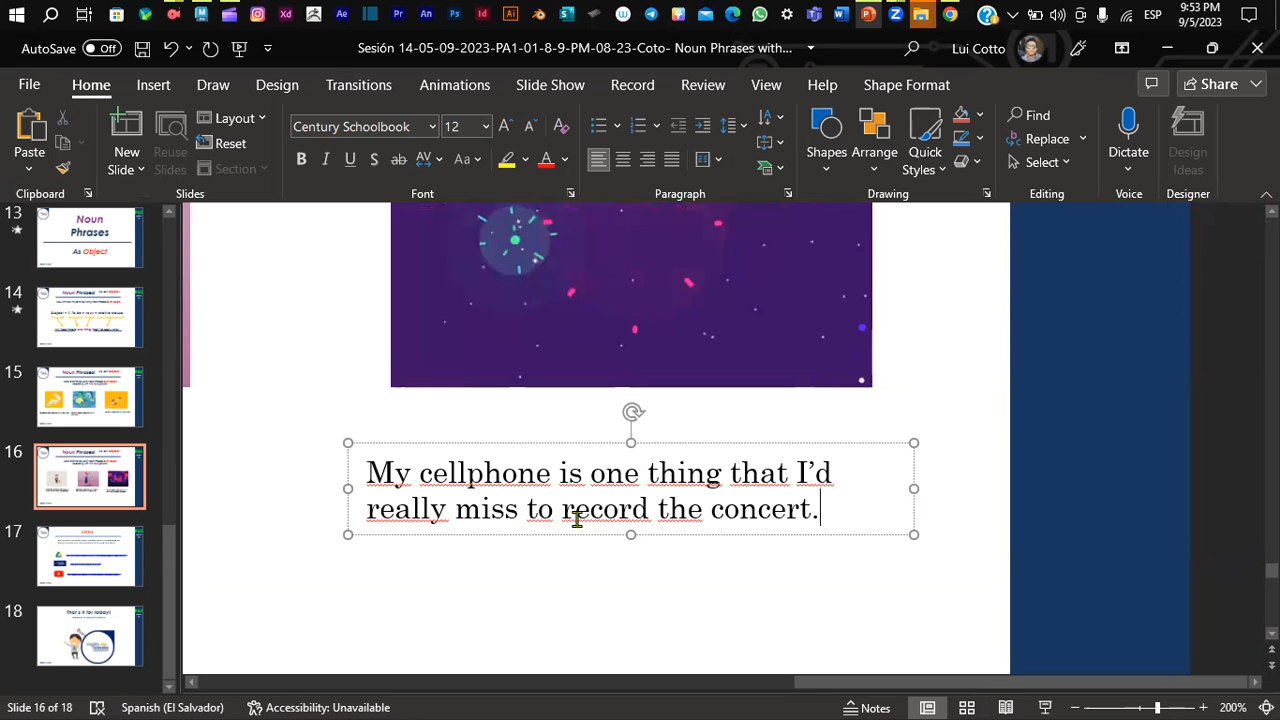 9:53 PM
ESP
9/5/2023
AutoSave Off
Sesión 14-05-09-2023-PA1-01-8-9-PM-08-23-Coto- Noun Phrases with...
Lui Cotto
File Home Insert Draw Design Transitions Animations Slide Show Record Review View Help Shape Format Share
Paste
New Slide
Reuse Slides
Layout
Reset
Section
Century Schoolbook 12
Shapes
Arrange
Quick Styles
Find
Replace
Select
Dictate
Design Ideas
Clipboard Slides Font Paragraph Drawing Editing Voice Designer
13
Noun
Phrases
As Object
14
15
16
17
18
That's it for today!
My cellphone is one thing that I’d
really miss to record the concert.
Slide 16 of 18 Spanish (El Salvador) Accessibility: Unavailable Notes 200%